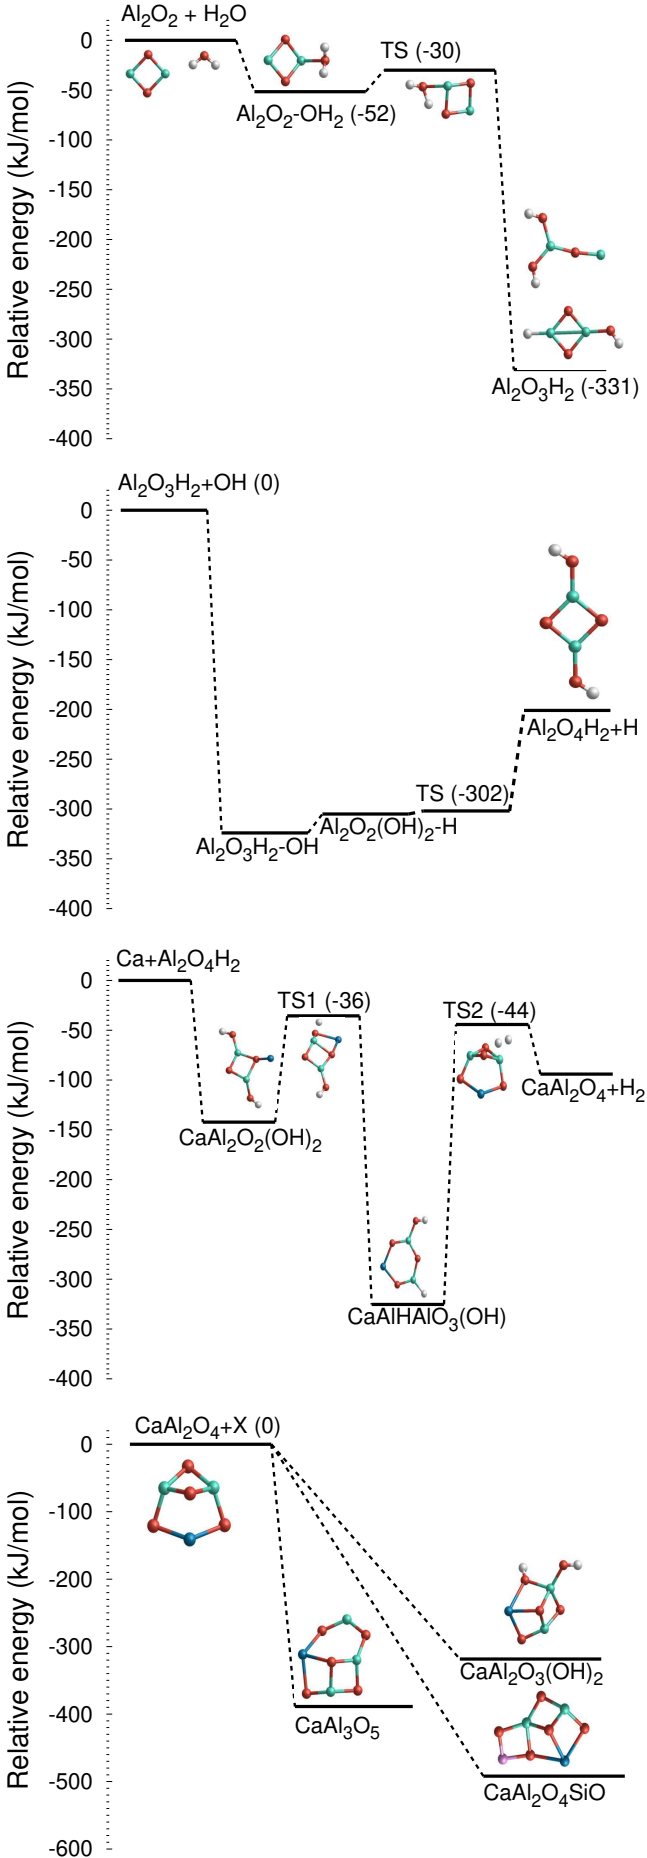 Al2O2 + H2O
0
TS (-30)
-50
Al2O2-OH2 (-52)
-100
-150
-200
-250
-300
-350
Al2O3H2 (-331)
-400
Relative energy (kJ/mol)
Al2O3H2+OH (0)
0
-50
-100
-150
-200
Al2O4H2+H
-250
TS (-302)
-300
Al2O2(OH)2-H
Al2O3H2-OH
-350
-400
Relative energy (kJ/mol)
Ca+Al2O4H2
0
TS1 (-36)
TS2 (-44)
-50
-100
CaAl2O4+H2
CaAl2O2(OH)2
-150
-200
-250
-300
CaAlHAlO3(OH)
-350
-400
Relative energy (kJ/mol)
CaAl2O4+X (0)
0
-100
-200
-300
CaAl2O3(OH)2
-400
CaAl3O5
-500
CaAl2O4SiO
-600
Relative energy (kJ/mol)